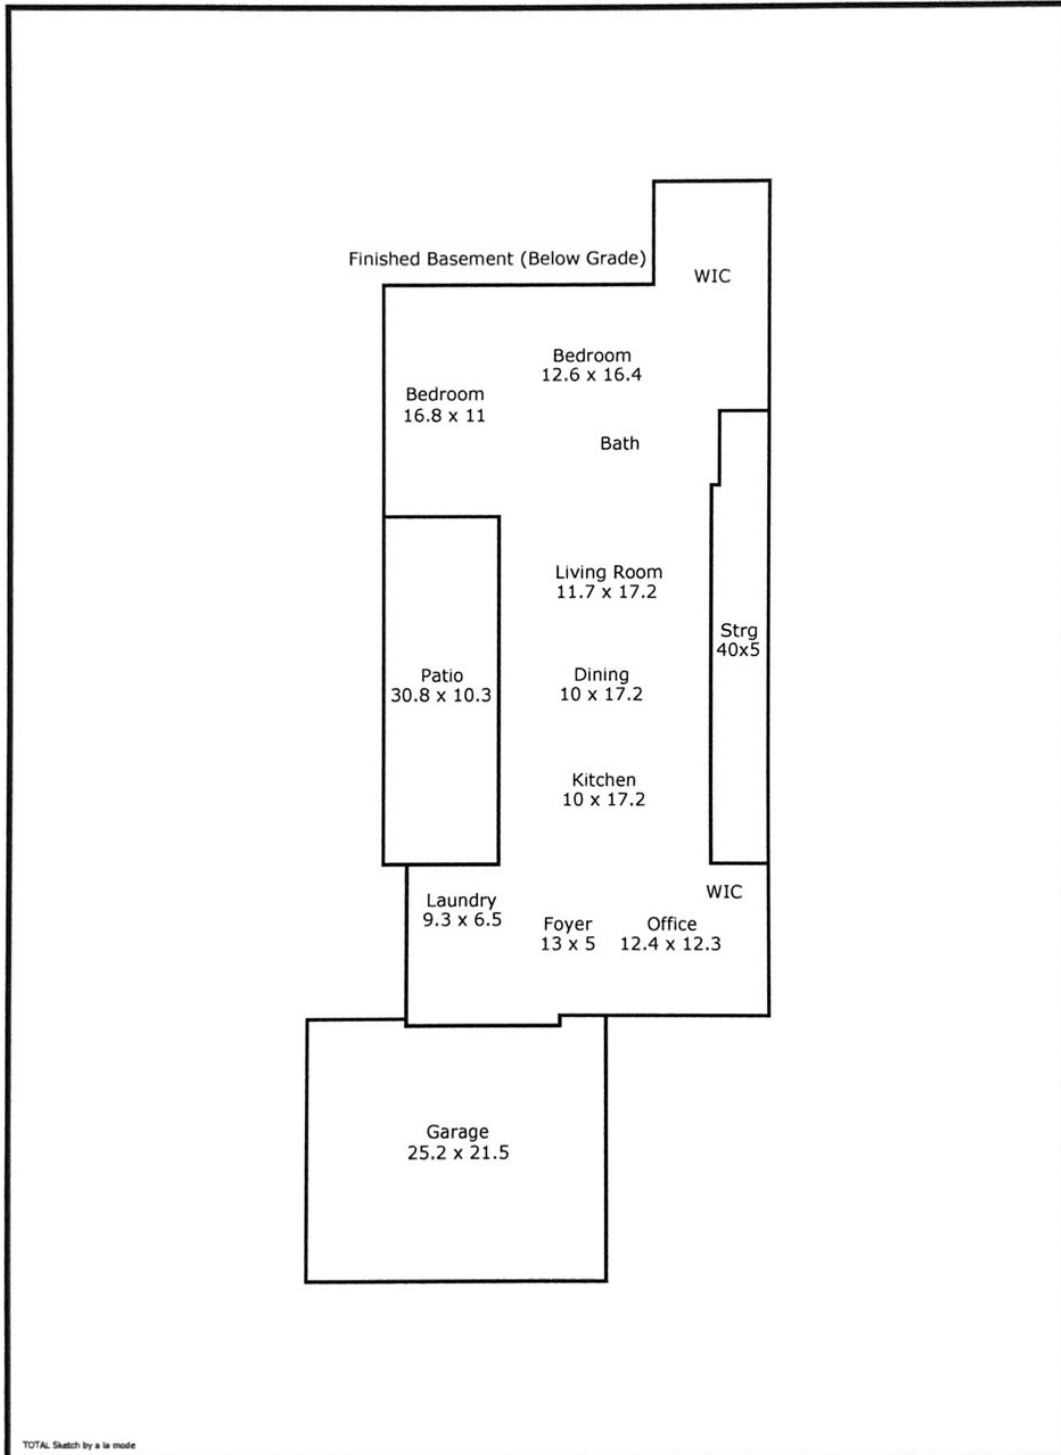 Finished Basement (Below Grade)
WIC
Bedroom
12.6 x 16.4
Bedroom
16.8 x 11
Bath
Living Room
11.7 x 17.2
Strg
40x5
Patio
30.8 x 10.3
Dining
10 x 17.2
Kitchen
10 x 17.2
WIC
Laundry
9.3 x 6.5
Foyer
13 x 5
Office
12.4 x 12.3
Garage
25.2 x 21.5
TOTAL Sketch by a la mode